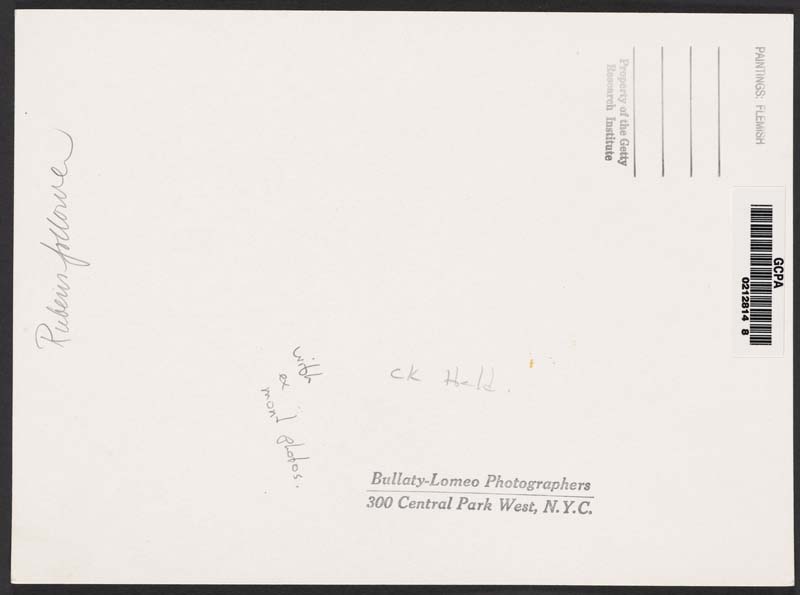 PAINTINGS: FLEMISH
Property of the Getty
Research Institute
GCPA
0212814 8
Rubens follower
with
ex
photos.
ck Held.
Bullaty-Lomeo Photographers
300 Central Park West, N.Y.C.